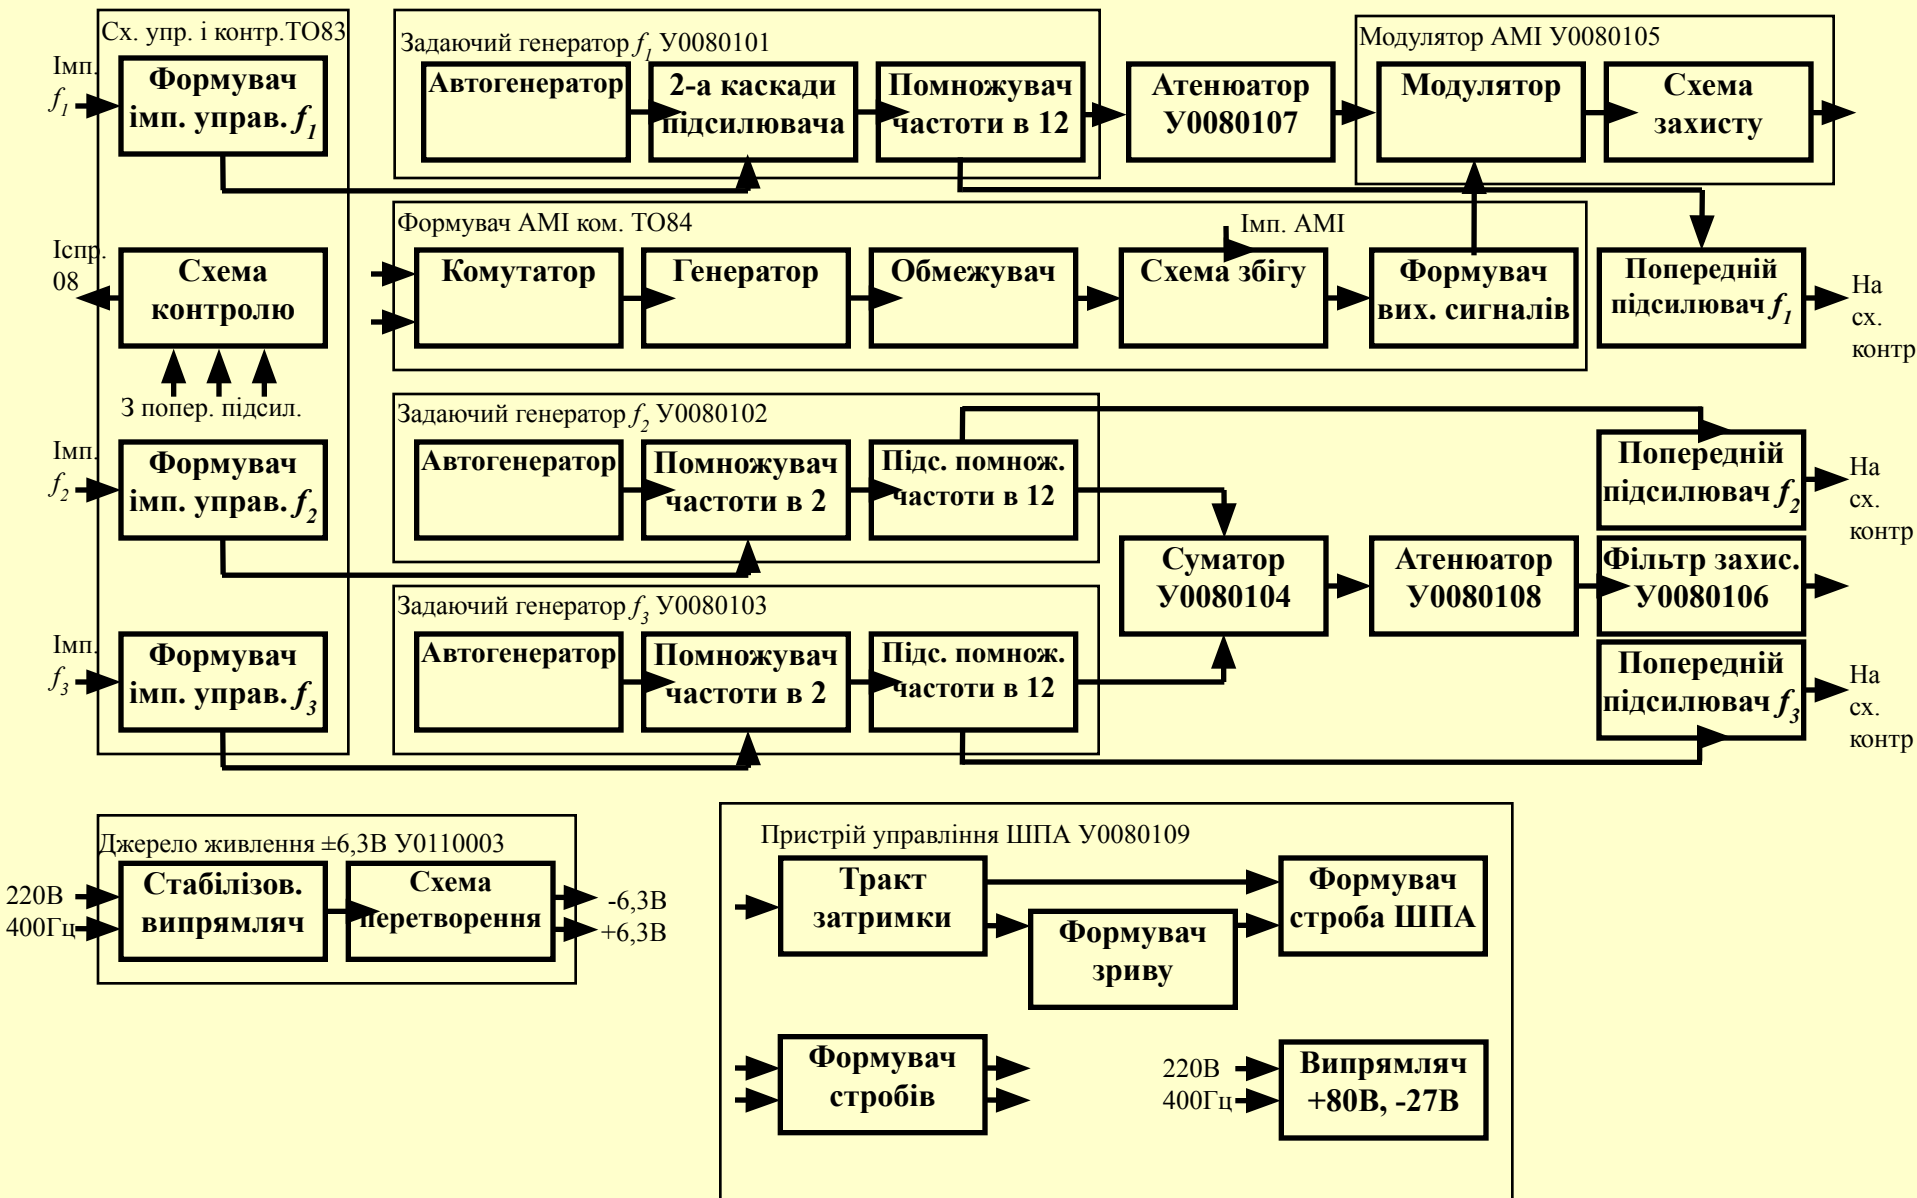 Сх. упр. і контр.ТО83
Імп.
f1
Формувач
імп. управ. f1
Задаючий генератор f1 У0080101
Автогенератор
2-а каскади
підсилювача
Помножувач
частоти в 12
Атенюатор
У0080107
Модулятор АМІ У0080105
Модулятор
Схема
захисту
Іспр.
08
Схема
контролю
З попер. підсил.
Формувач АМІ ком. ТО84
Імп. АМІ
Комутатор
Генератор
Обмежувач
Схема збігу
Формувач
вих. сигналів
Попередній
підсилювач f1
На
сх.
контр
Імп.
f2
Формувач
імп. управ. f2
Задаючий генератор f2 У0080102
Автогенератор
Помножувач
частоти в 2
Підс. помнож.
частоти в 12
Попередній
підсилювач f2
На
сх.
контр
Суматор
У0080104
Атенюатор
У0080108
Фільтр захис.
У0080106
Імп.
f3
Формувач
імп. управ. f3
Задаючий генератор f3 У0080103
Автогенератор
Помножувач
частоти в 2
Підс. помнож.
частоти в 12
Попередній
підсилювач f3
На
сх.
контр
Джерело живлення ±6,3В У0110003
220В
400Гц
Стабілізов.
випрямляч
Схема
перетворення
-6,3В
+6,3В
Пристрій управління ШПА У0080109
Тракт
затримки
Формувач
зриву
Формувач
строба ШПА
Формувач
стробів
220В
400Гц
Випрямляч
+80В, -27В